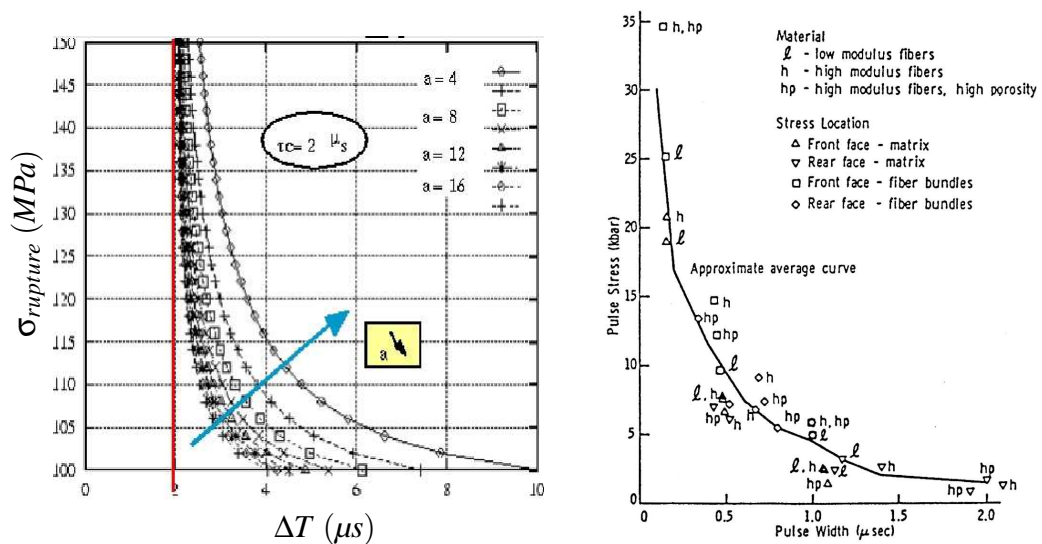 150
145
140
135
130
125
120
115
110
105
100
σrupture (MPa)
a = 4
a = 8
a = 12
a = 16
τc= 2 μs
a
0
2
4
6
8
10
ΔT (μs)
35
30
25
20
15
10
5
0
Pulse Stress (kbar)
Material
ℓ - low modulus fibers
h - high modulus fibers
hp - high modulus fibers, high porosity
Stress Location
△ Front face - matrix
▽ Rear face - matrix
□ Front face - fiber bundles
◇ Rear face - fiber bundles
Approximate average curve
h, hp
ℓ
h
ℓ
h
hp
hp
ℓ
h
hp
ℓ, h
hp
h
h
hp
h, hp
ℓ
ℓ
ℓ, h
ℓ
hp
h
hp
h
hp
0
0.5
1.0
1.5
2.0
Pulse Width (μsec)